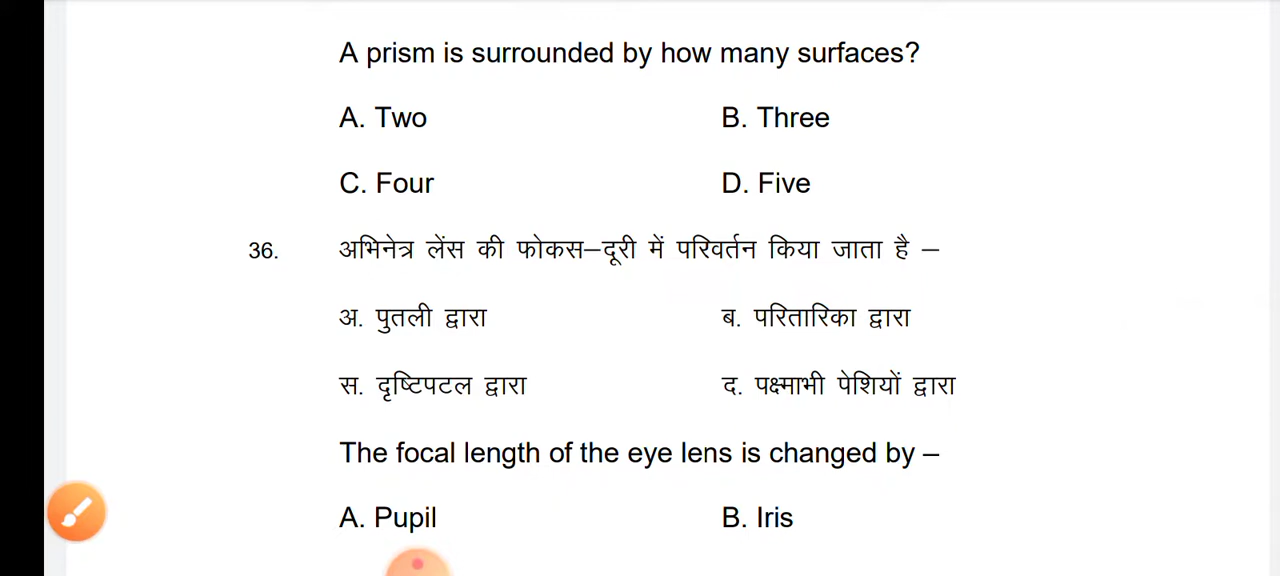 A prism is surrounded by how many surfaces?
A. Two B. Three
C. Four D. Five
36. अभिनेत्र लेंस की फोकस–दूरी में परिवर्तन किया जाता है –
अ. पुतली द्वारा ब. परितारिका द्वारा
स. दृष्टिपटल द्वारा द. पक्ष्माभी पेशियों द्वारा
The focal length of the eye lens is changed by –
A. Pupil B. Iris